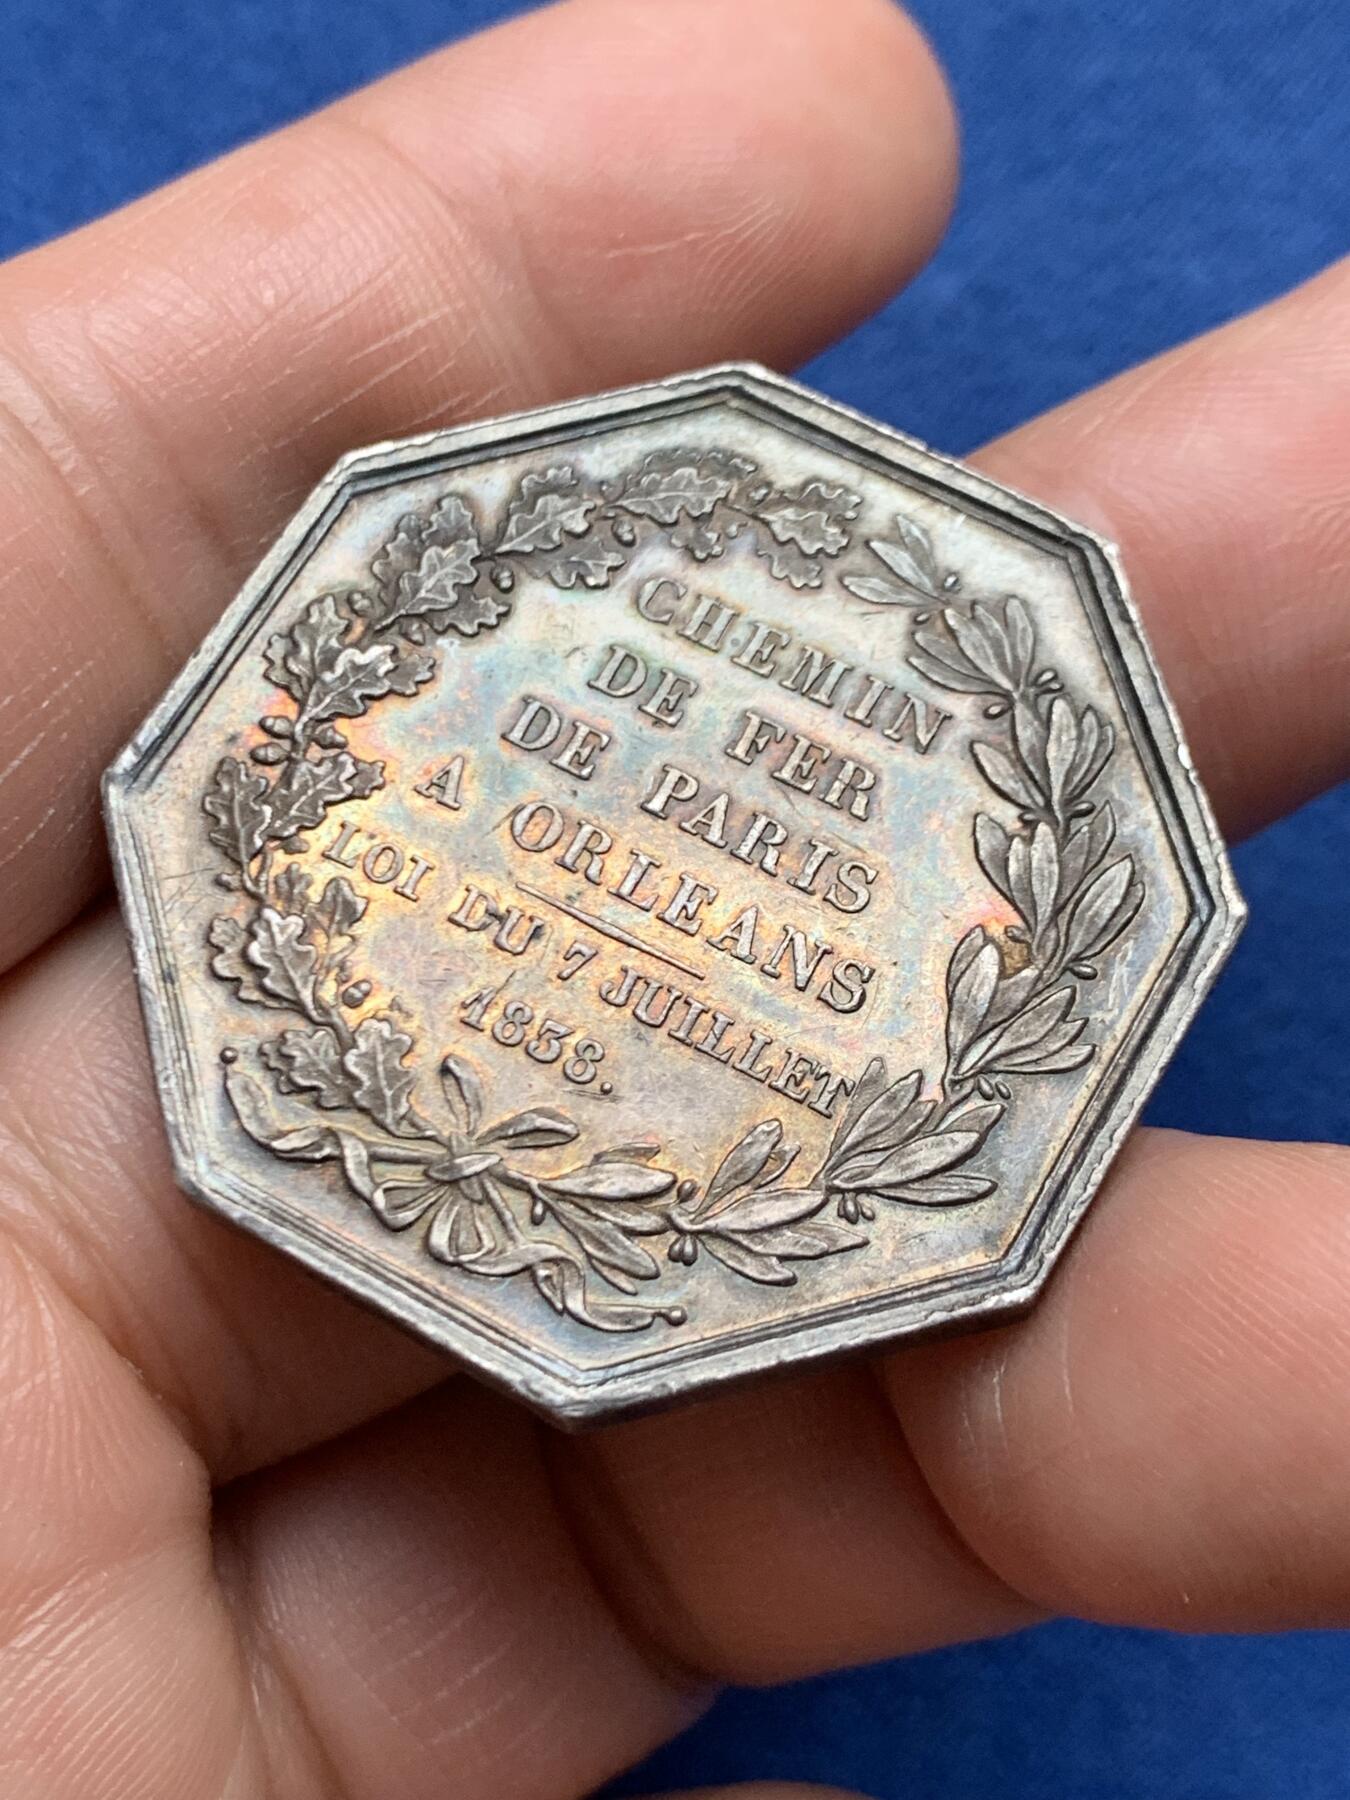 CHEMIN
DE FER
DE PARIS
A ORLEANS
LOI DU 7 JUILLET
1838.